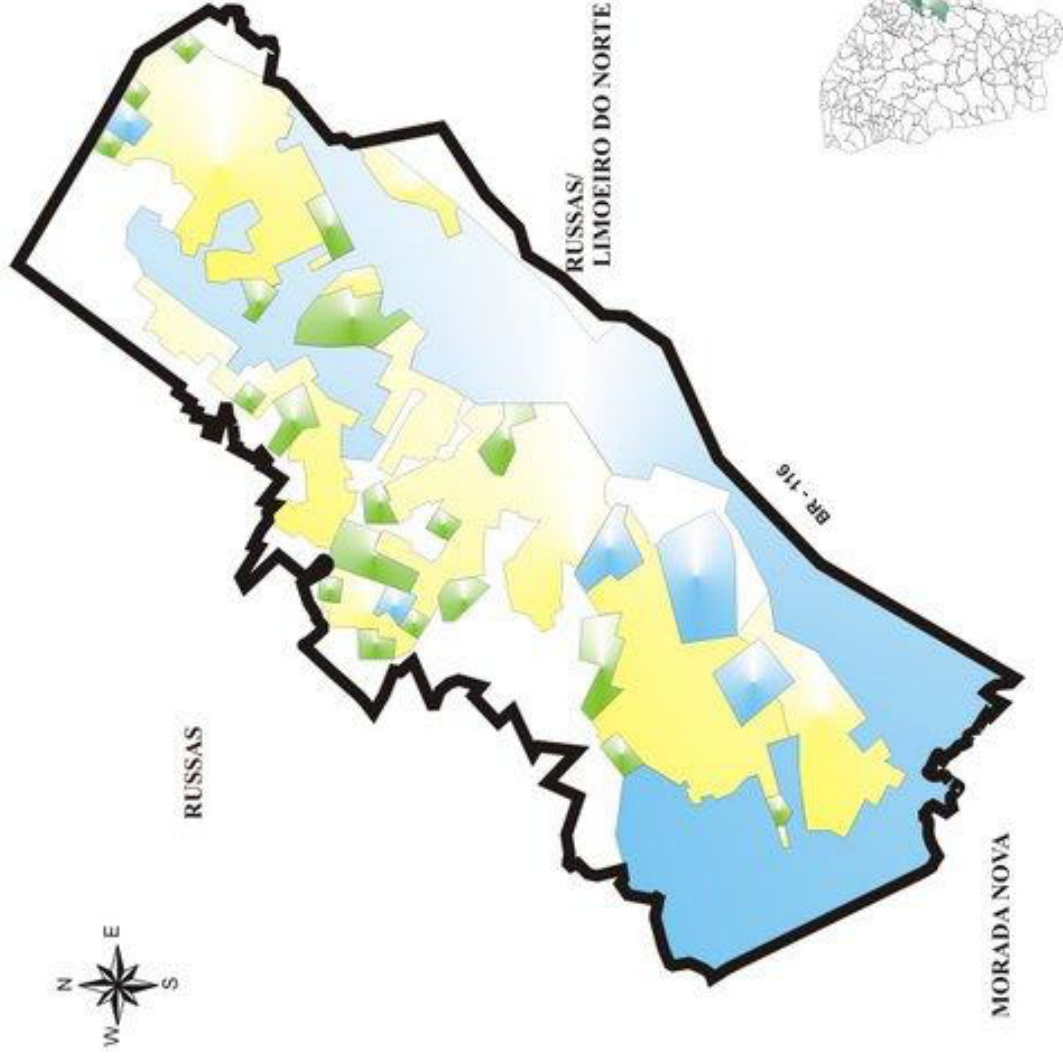 RUSSAS/
LIMOEIRO DO NORTE
BR - 116
RUSSAS
N
W E
S
MORADA NOVA